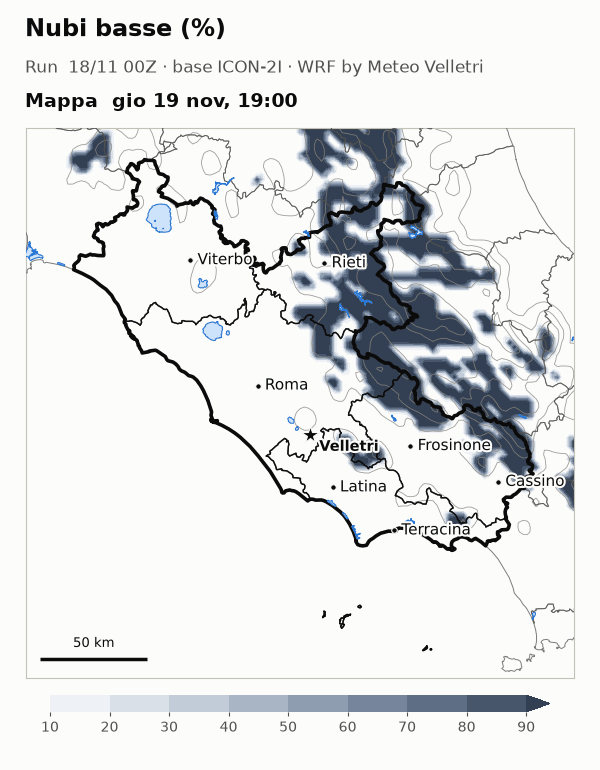 Nubi basse (%)
Run  18/11 00Z · base ICON-2I · WRF by Meteo Velletri
Mappa  gio 19 nov, 19:00
Viterbo
Rieti
Roma
Velletri
Frosinone
Latina
Cassino
Terracina
50 km
10 20 30 40 50 60 70 80 90